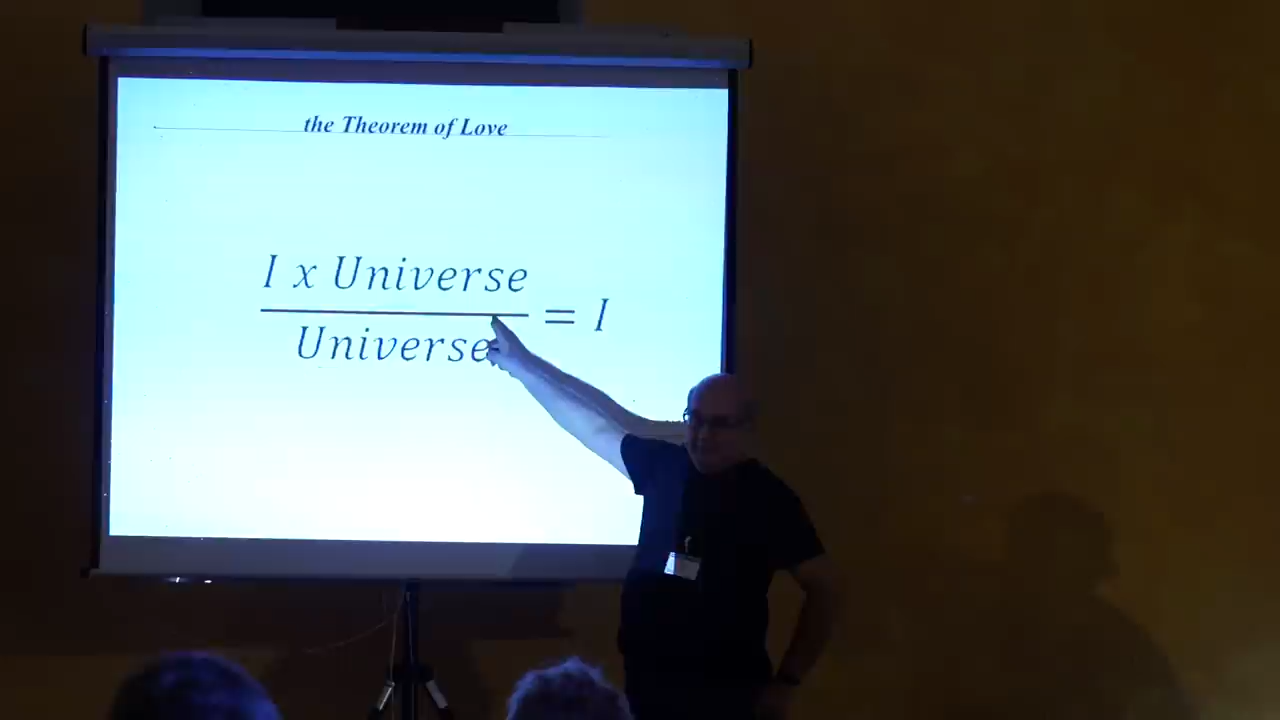 the Theorem of Love
I x Universe
Universe
= I